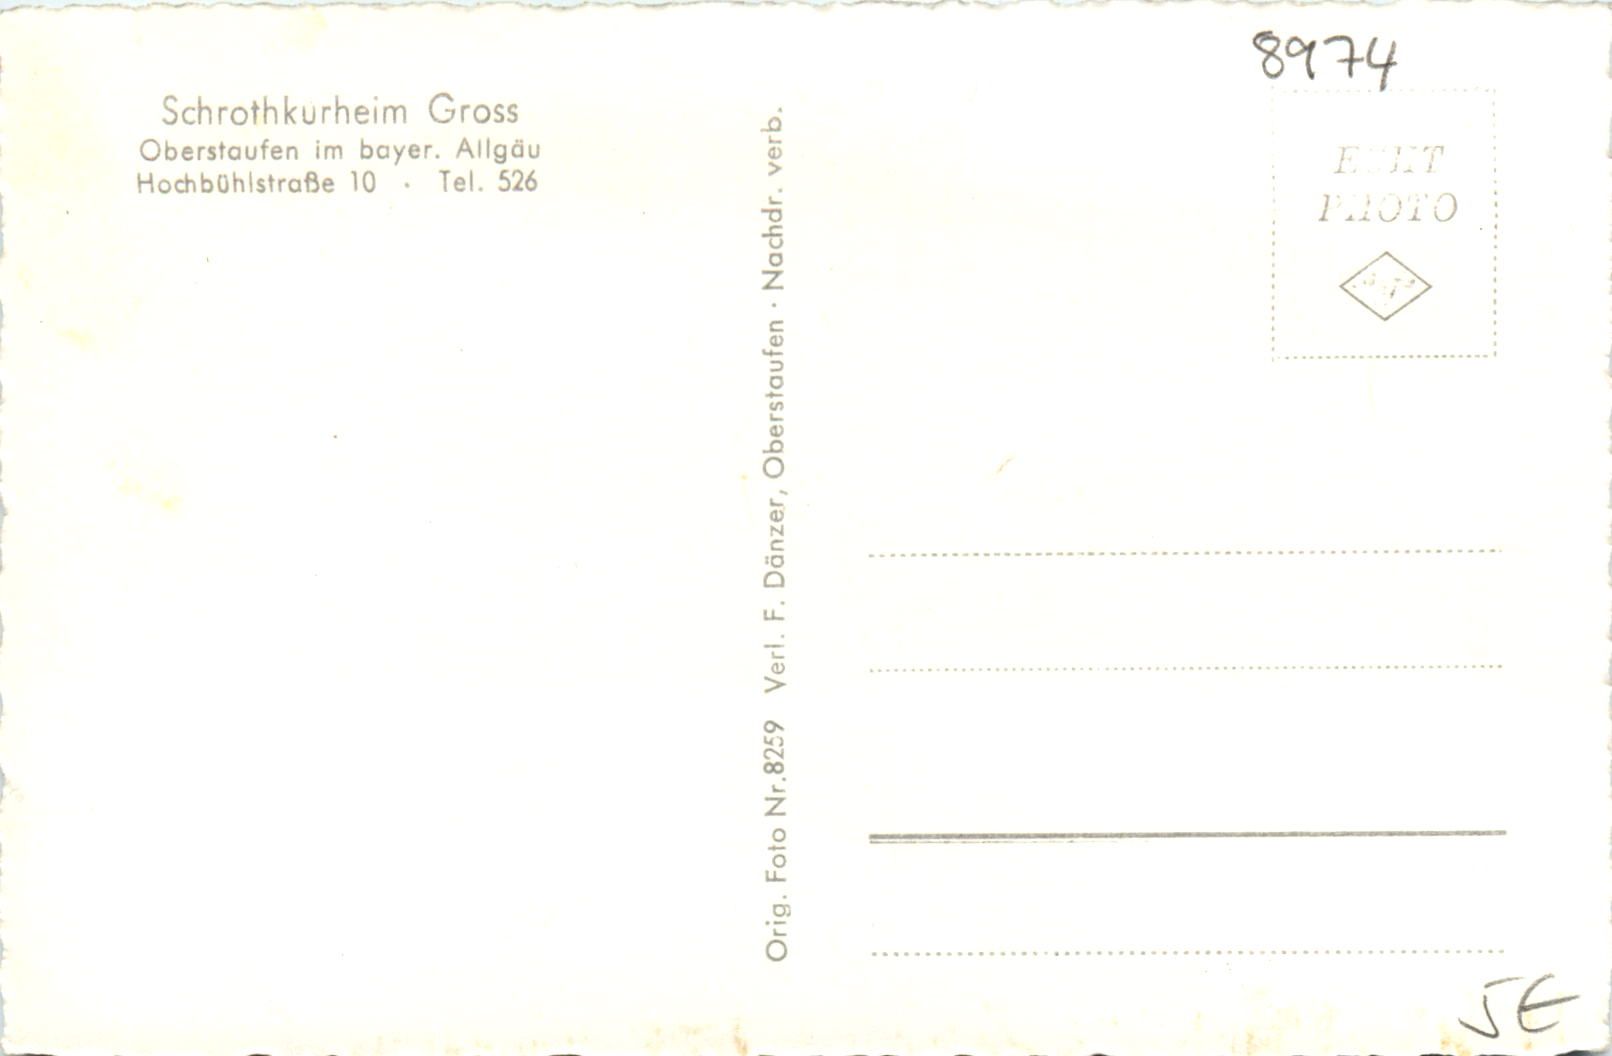 Schrothkurheim Gross
Oberstaufen im bayer. Allgäu
Hochbühlstraße 10 · Tel. 526
Orig. Foto Nr. 8259 Verl. F. Dänzer, Oberstaufen · Nachdr. verb.
8974
PHOTO